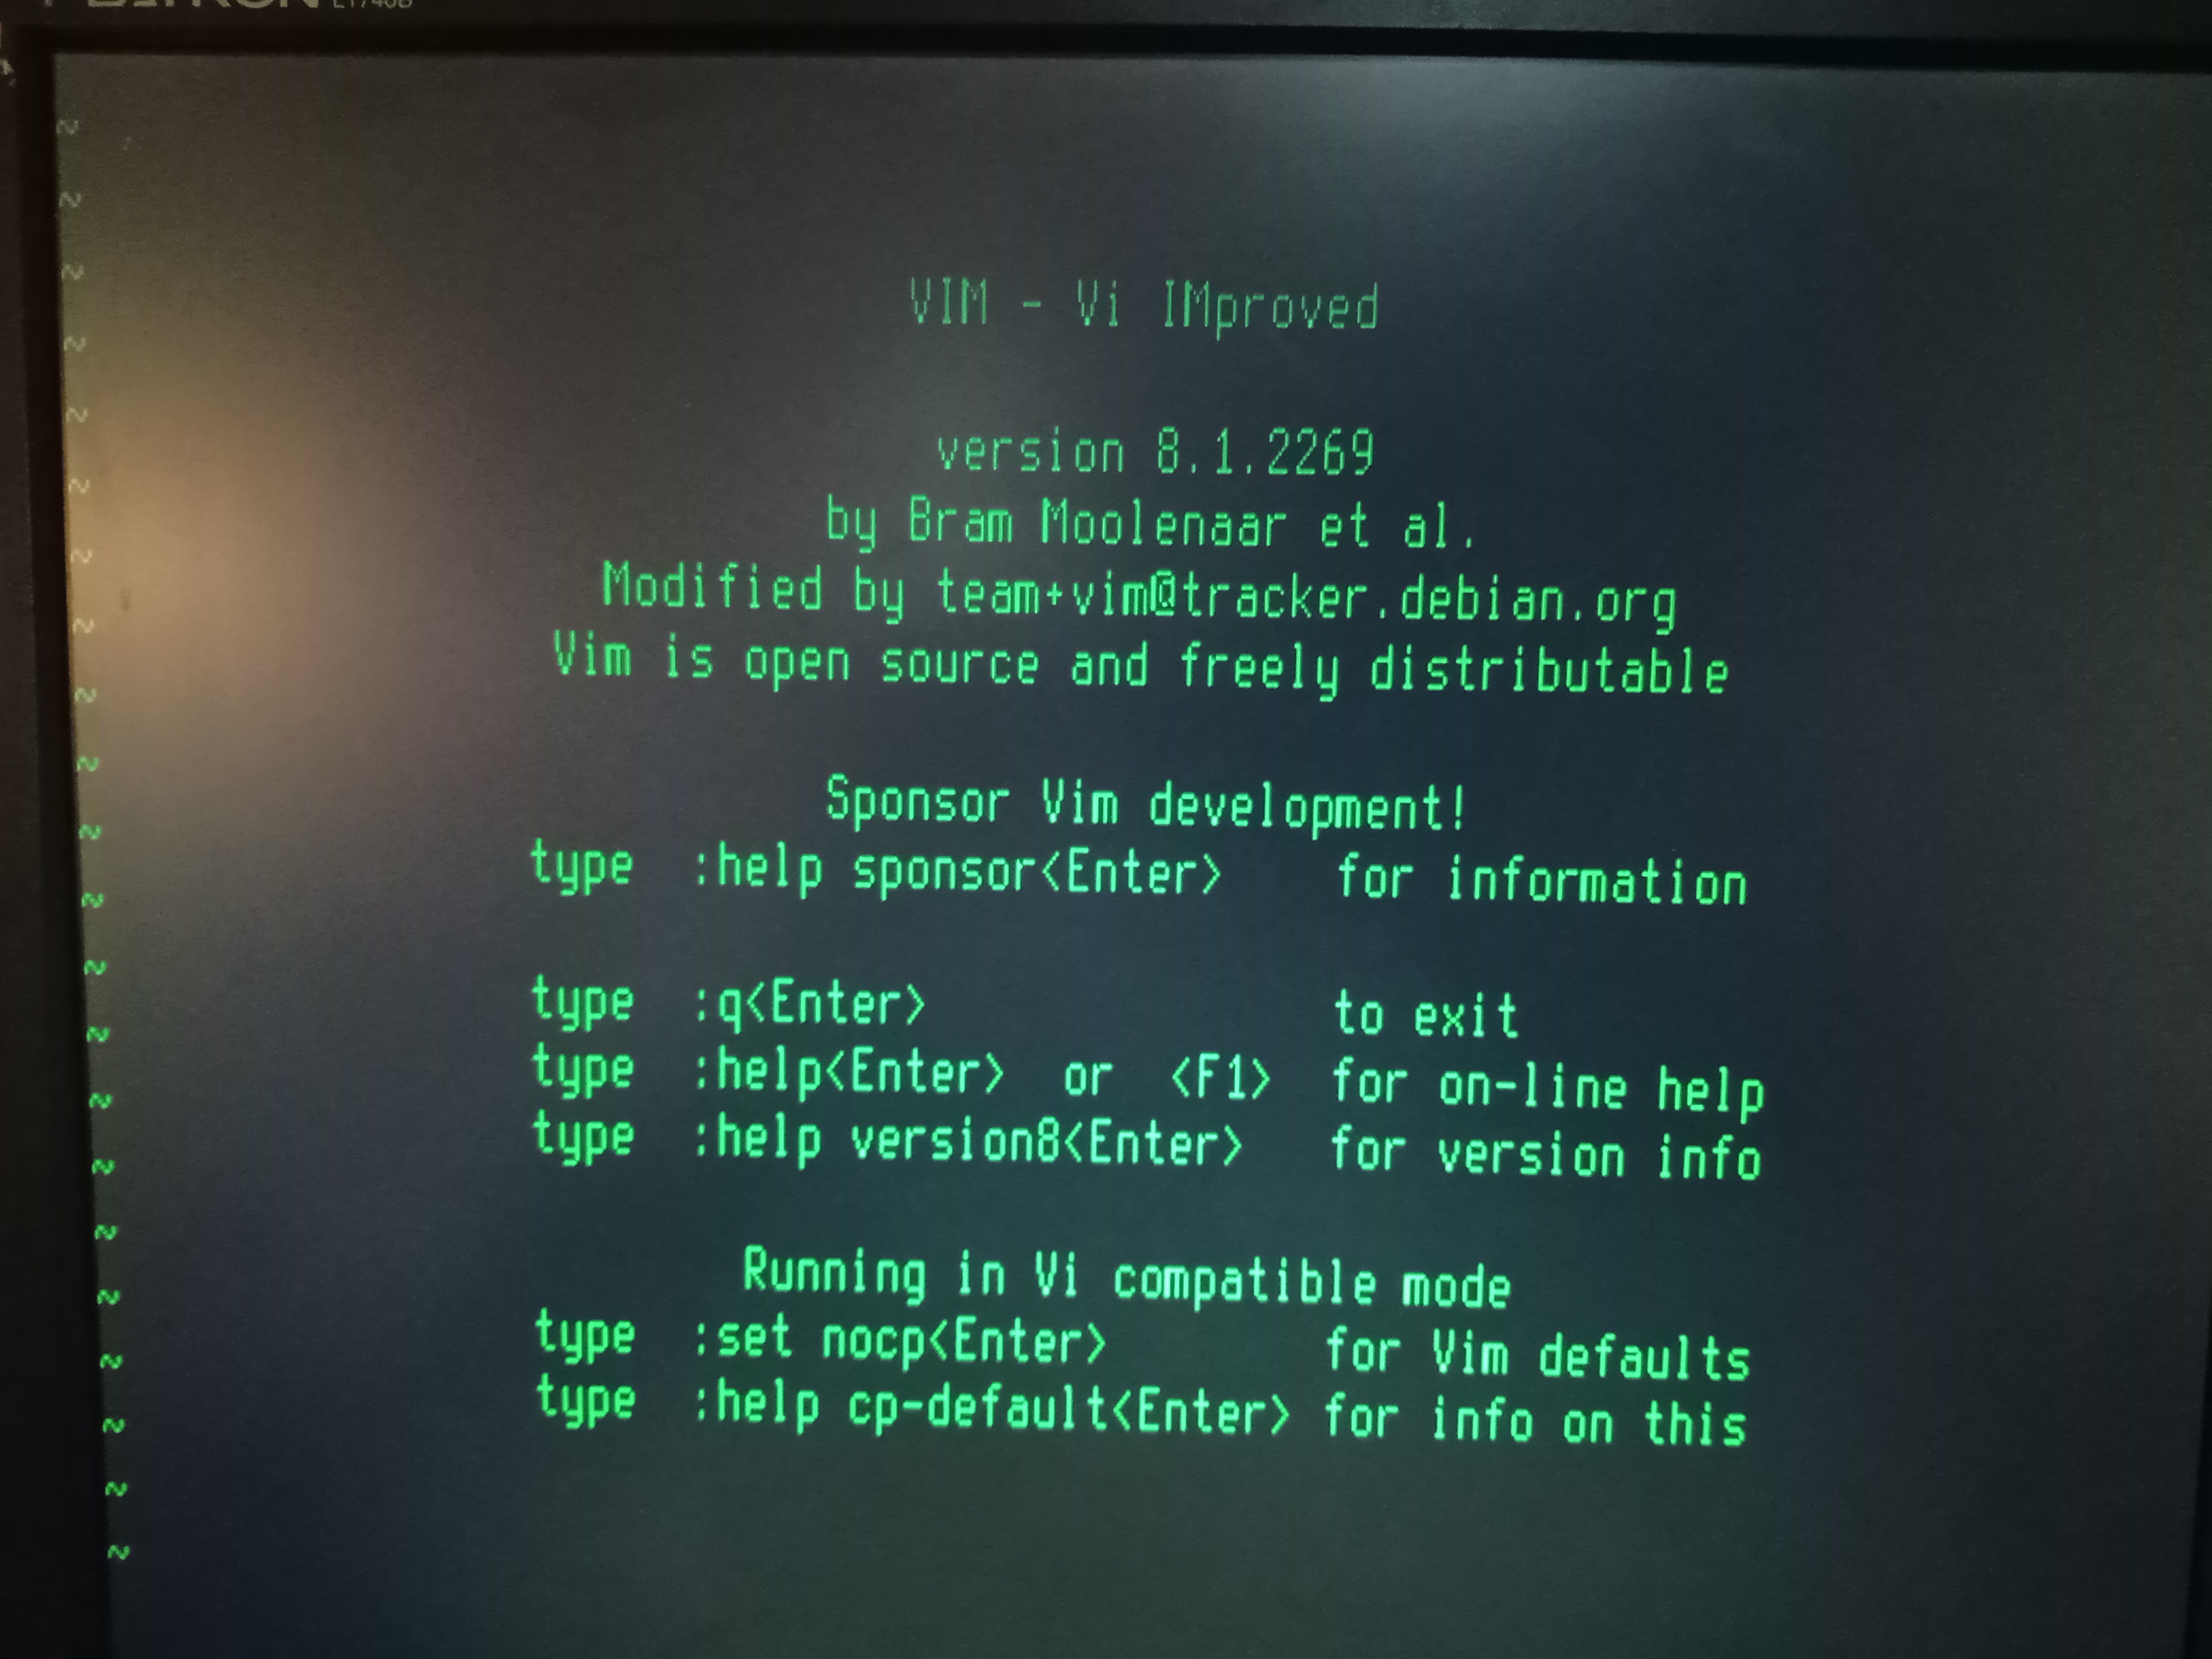 ~
~
~
VIM - Vi IMproved
~
~
version 8.1.2269
~
by Bram Moolenaar et al.
~
Modified by team+vim@tracker.debian.org
~
Vim is open source and freely distributable
~
~
Sponsor Vim development!
~
type :help sponsor<Enter> for information
~
~
type :q<Enter> to exit
~
type :help<Enter> or <F1> for on-line help
~
type :help version8<Enter> for version info
~
~
Running in Vi compatible mode
~
type :set nocp<Enter> for Vim defaults
~
type :help cp-default<Enter> for info on this
~
~
~